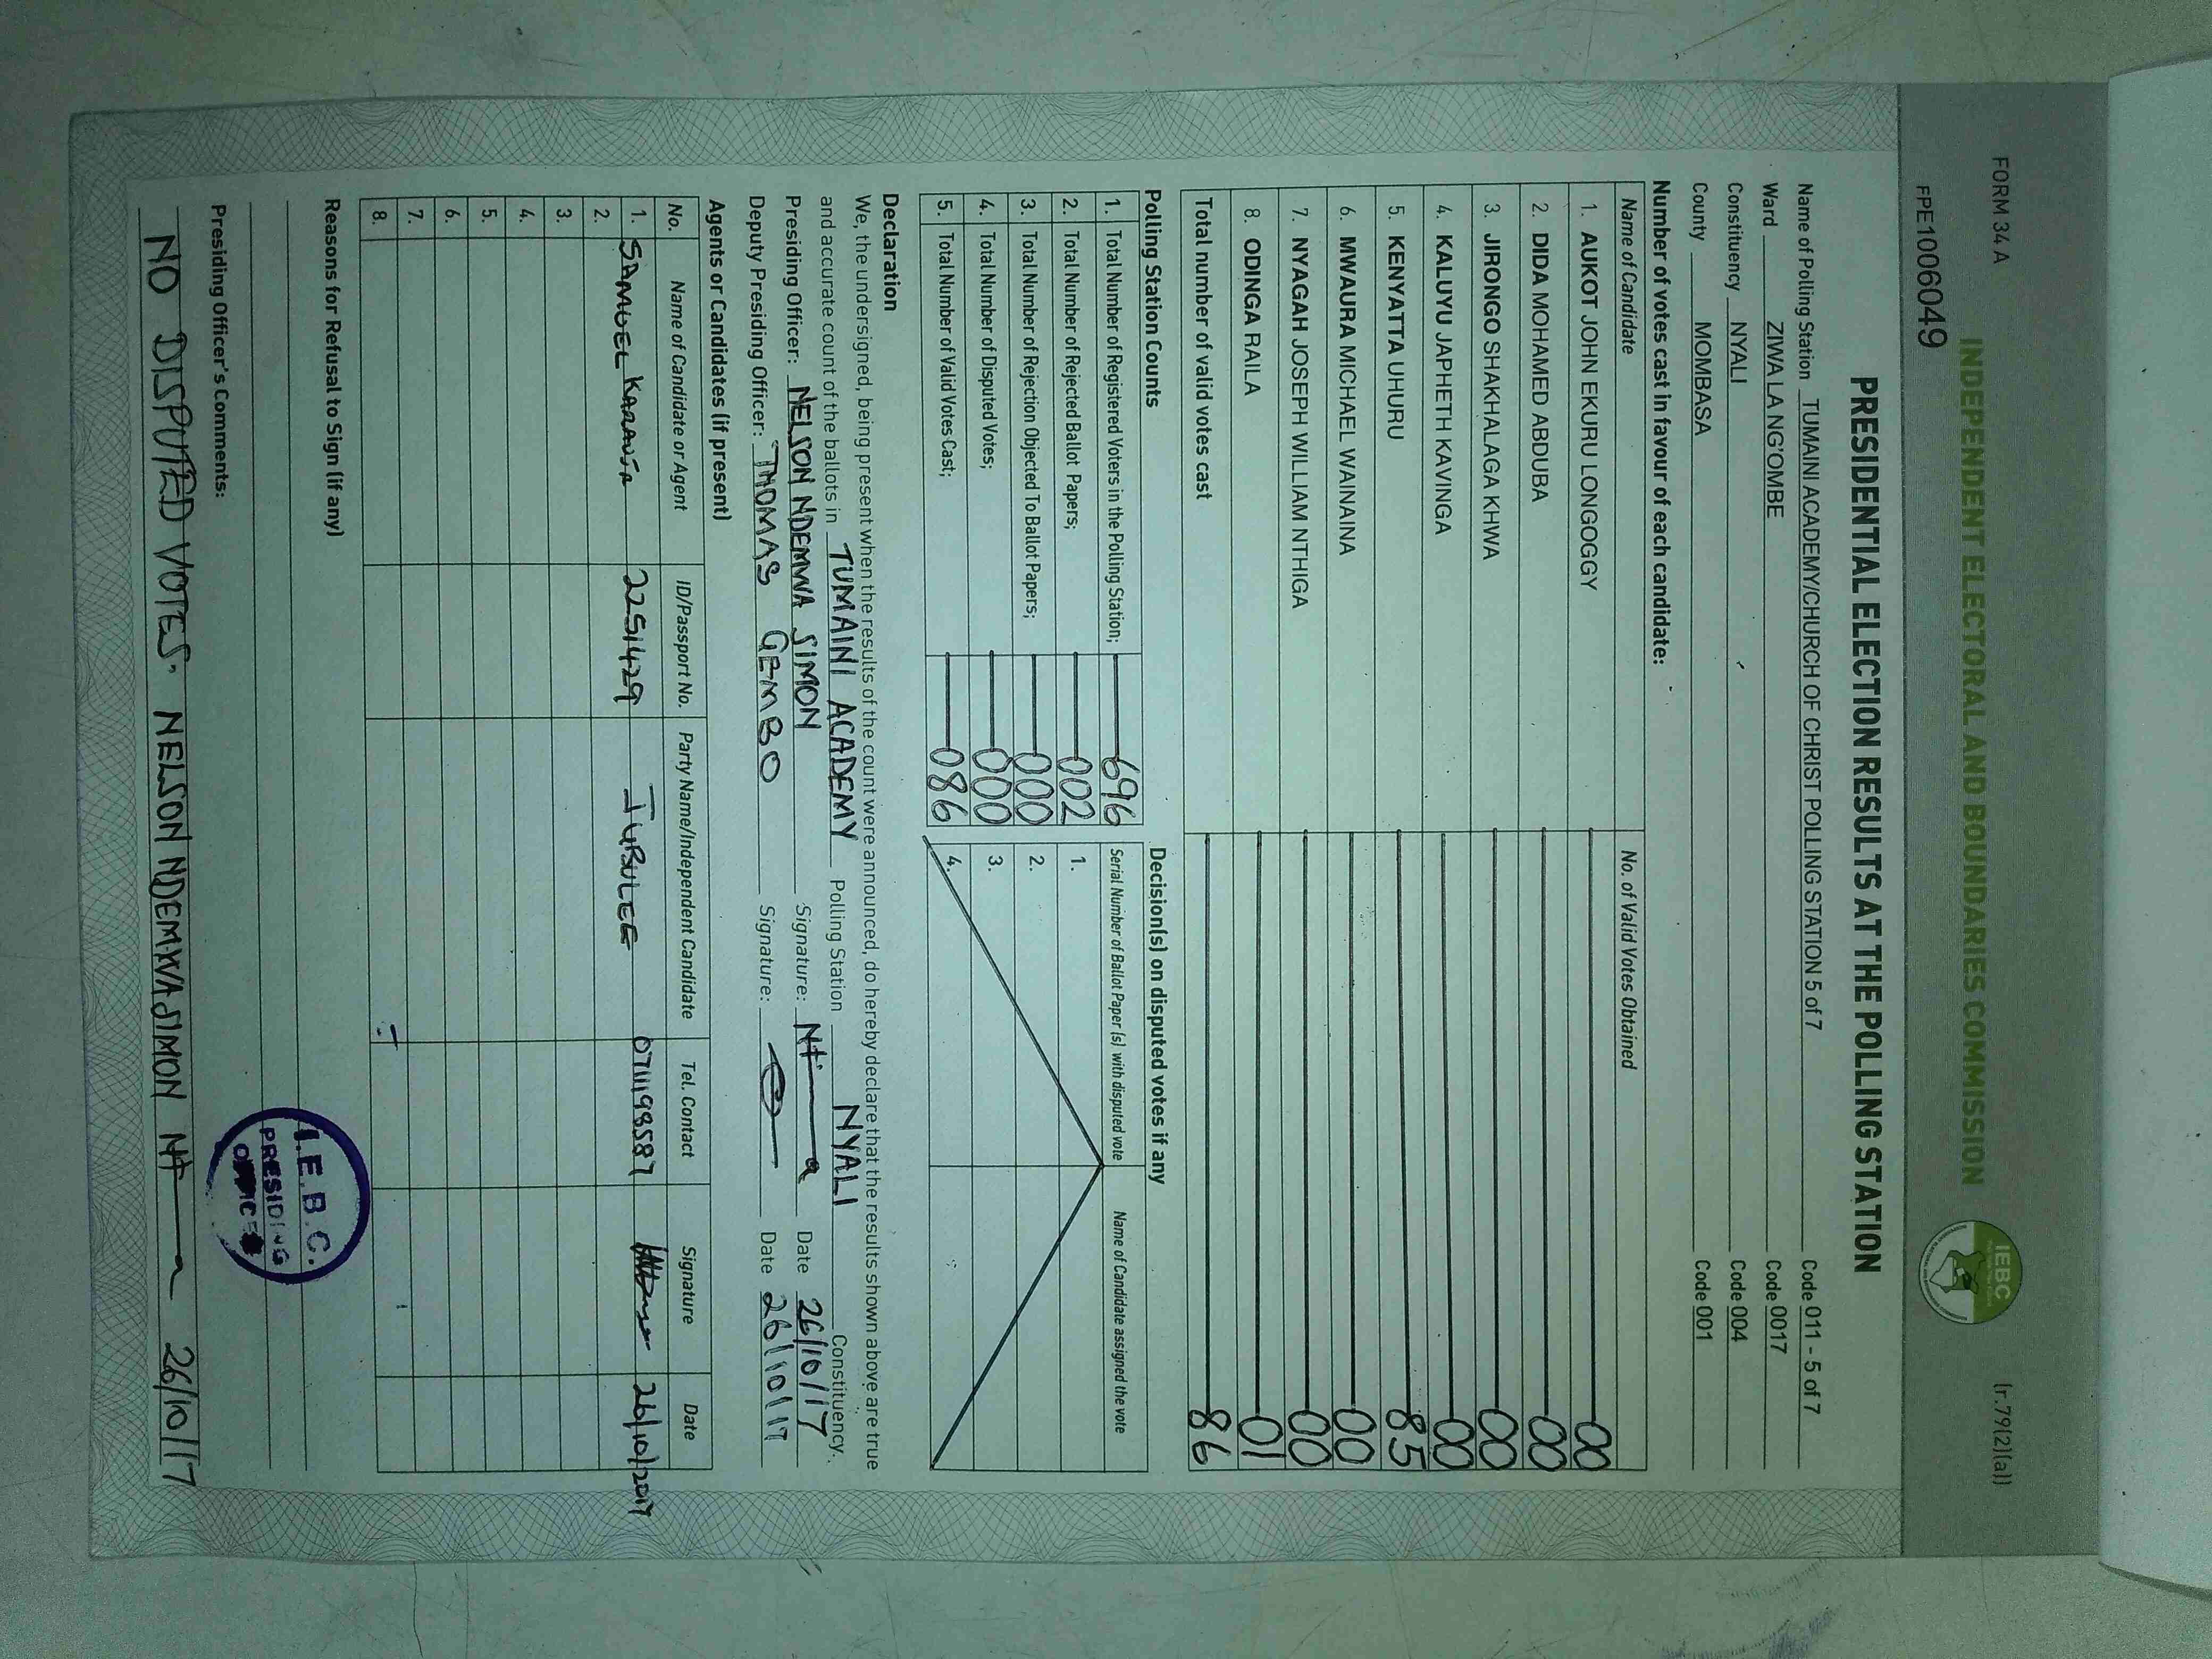 FORM 34 A
(r.79(2)(a))
INDEPENDENT ELECTORAL AND BOUNDARIES COMMISSION
IEBC
FPE1006049
PRESIDENTIAL ELECTION RESULTS AT THE POLLING STATION
Name of Polling Station TUMAINI ACADEMY/CHURCH OF CHRIST POLLING STATION 5 of 7 Code 011 - 5 of 7
Ward ZIWA LA NG'OMBE Code 0017
Constituency NYALI Code 004
County MOMBASA Code 001
Number of votes cast in favour of each candidate:
Name of Candidate No. of Valid Votes Obtained
1. AUKOT JOHN EKURU LONGOGGY 00
2. DIDA MOHAMED ABDUBA 00
3. JIRONGO SHAKHALAGA KHWA 00
4. KALUYU JAPHETH KAVINGA 00
5. KENYATTA UHURU 85
6. MWAURA MICHAEL WAINAINA 00
7. NYAGAH JOSEPH WILLIAM NTHIGA 00
8. ODINGA RAILA 01
Total number of valid votes cast 86
Polling Station Counts
1. Total Number of Registered Voters in the Polling Station; 696
2. Total Number of Rejected Ballot Papers; 002
3. Total Number of Rejection Objected To Ballot Papers; 000
4. Total Number of Disputed Votes; 000
5. Total Number of Valid Votes Cast; 086
Decision(s) on disputed votes if any
Serial Number of Ballot Paper (s) with disputed vote Name of Candidate assigned the vote
1.
2.
3.
4.
Declaration
We, the undersigned, being present when the results of the count were announced, do hereby declare that the results shown above are true
and accurate count of the ballots in TUMAINI ACADEMY Polling Station NYALI Constituency.
Presiding Officer: NELSON NDEMWA SIMON Signature: Date 26/10/17
Deputy Presiding Officer: THOMAS GEMBO Signature: Date 26/10/17
Agents or Candidates (if present)
No. Name of Candidate or Agent ID/Passport No. Party Name/Independent Candidate Tel. Contact Signature Date
1. SAMUEL KARANJA 2251429 JUBULEE 0711198587 26/10/2017
2.
3.
4.
5.
6.
7.
8.
Reasons for Refusal to Sign (if any)
I.E.B.C.
PRESIDING
Presiding Officer's Comments:
NO DISPUTED VOTES. NELSON NDEMWA SIMON 26/10/17